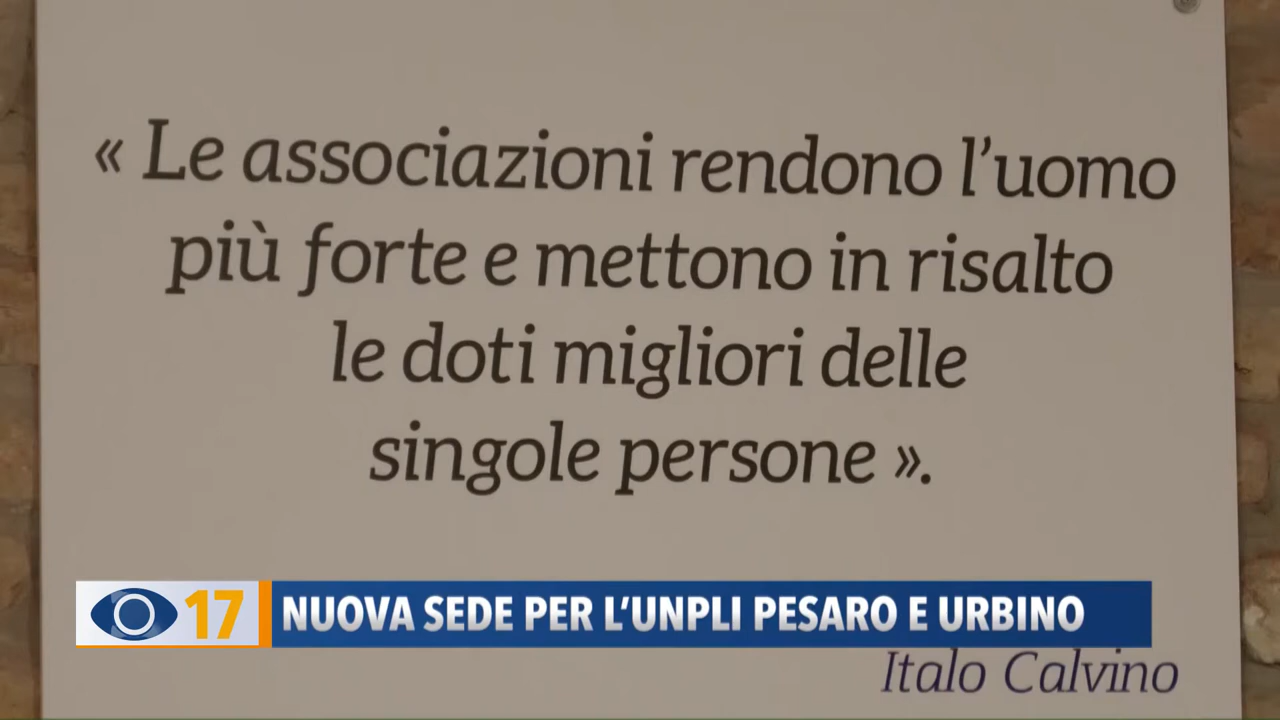 « Le associazioni rendono l’uomo
più forte e mettono in risalto
le doti migliori delle
singole persone ».
17 NUOVA SEDE PER L’UNPLI PESARO E URBINO
Italo Calvino